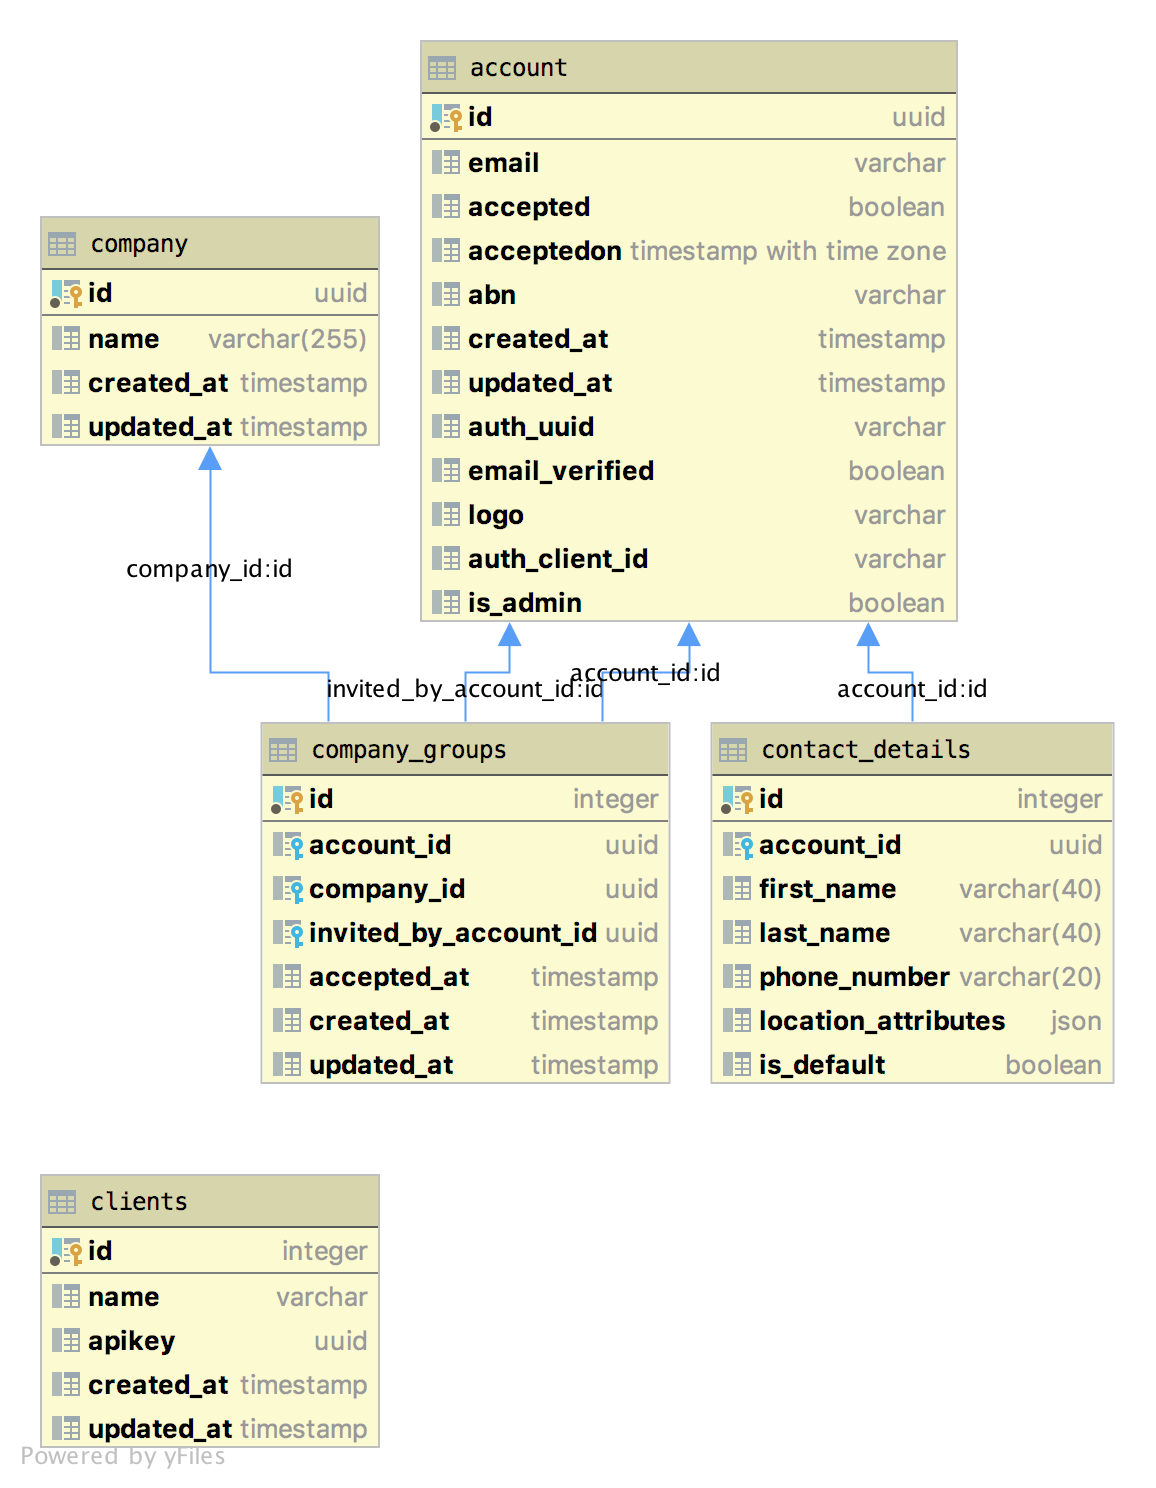 account
id uuid
email varchar
accepted boolean
acceptedon timestamp with time zone
abn varchar
created_at timestamp
updated_at timestamp
auth_uuid varchar
email_verified boolean
logo varchar
auth_client_id varchar
is_admin boolean
company
id uuid
name varchar(255)
created_at timestamp
updated_at timestamp
company_id:id
invited_by_account_id:id
account_id:id
account_id:id
company_groups
id integer
account_id uuid
company_id uuid
invited_by_account_id uuid
accepted_at timestamp
created_at timestamp
updated_at timestamp
contact_details
id integer
account_id uuid
first_name varchar(40)
last_name varchar(40)
phone_number varchar(20)
location_attributes json
is_default boolean
clients
id integer
name varchar
apikey uuid
created_at timestamp
updated_at timestamp
Powered by yFiles